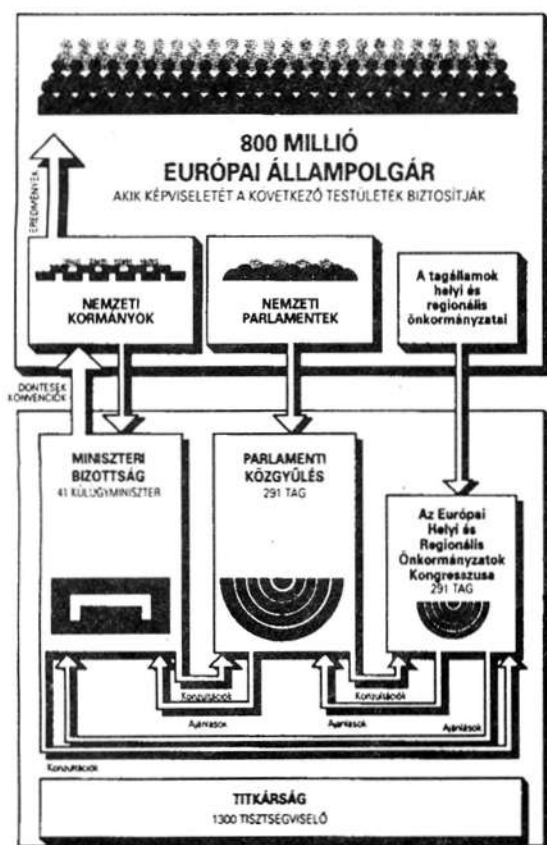 800 MILLIÓ
EURÓPAI ÁLLAMPOLGÁR
AKIK KÉPVISELETÉT A KÖVETKEZŐ TESTÜLETEK BIZTOSÍTJÁK
EREDMÉNYEK
NEMZETI
KORMÁNYOK
NEMZETI
PARLAMENTEK
A tagállamok
helyi és
regionális
önkormányzatai
DÖNTÉSEK
KONVENCIÓK
MINISZTERI
BIZOTTSÁG
41 KÜLÜGYMINISZTER
PARLAMENTI
KÖZGYŰLÉS
291 TAG
Az Európai
Helyi és
Regionális
Önkormányzatok
Kongresszusa
291 TAG
Konzultációk
Konzultációk
Ajánlások
Ajánlások
Ajánlások
Konzultációk
TITKÁRSÁG
1300 TISZTSÉGVISELŐ